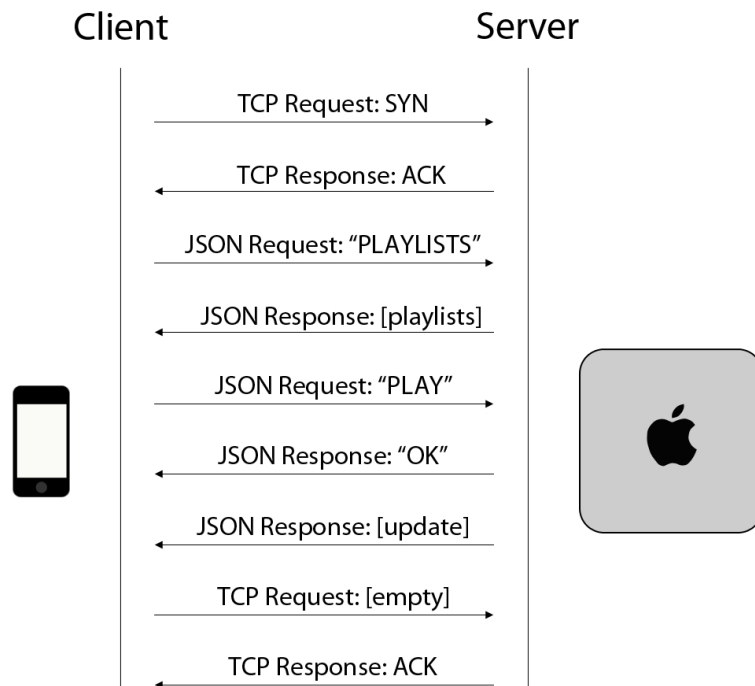 Client
Server
TCP Request: SYN
TCP Response: ACK
JSON Request: “PLAYLISTS”
JSON Response: [playlists]
JSON Request: “PLAY”
JSON Response: “OK”
JSON Response: [update]
TCP Request: [empty]
TCP Response: ACK